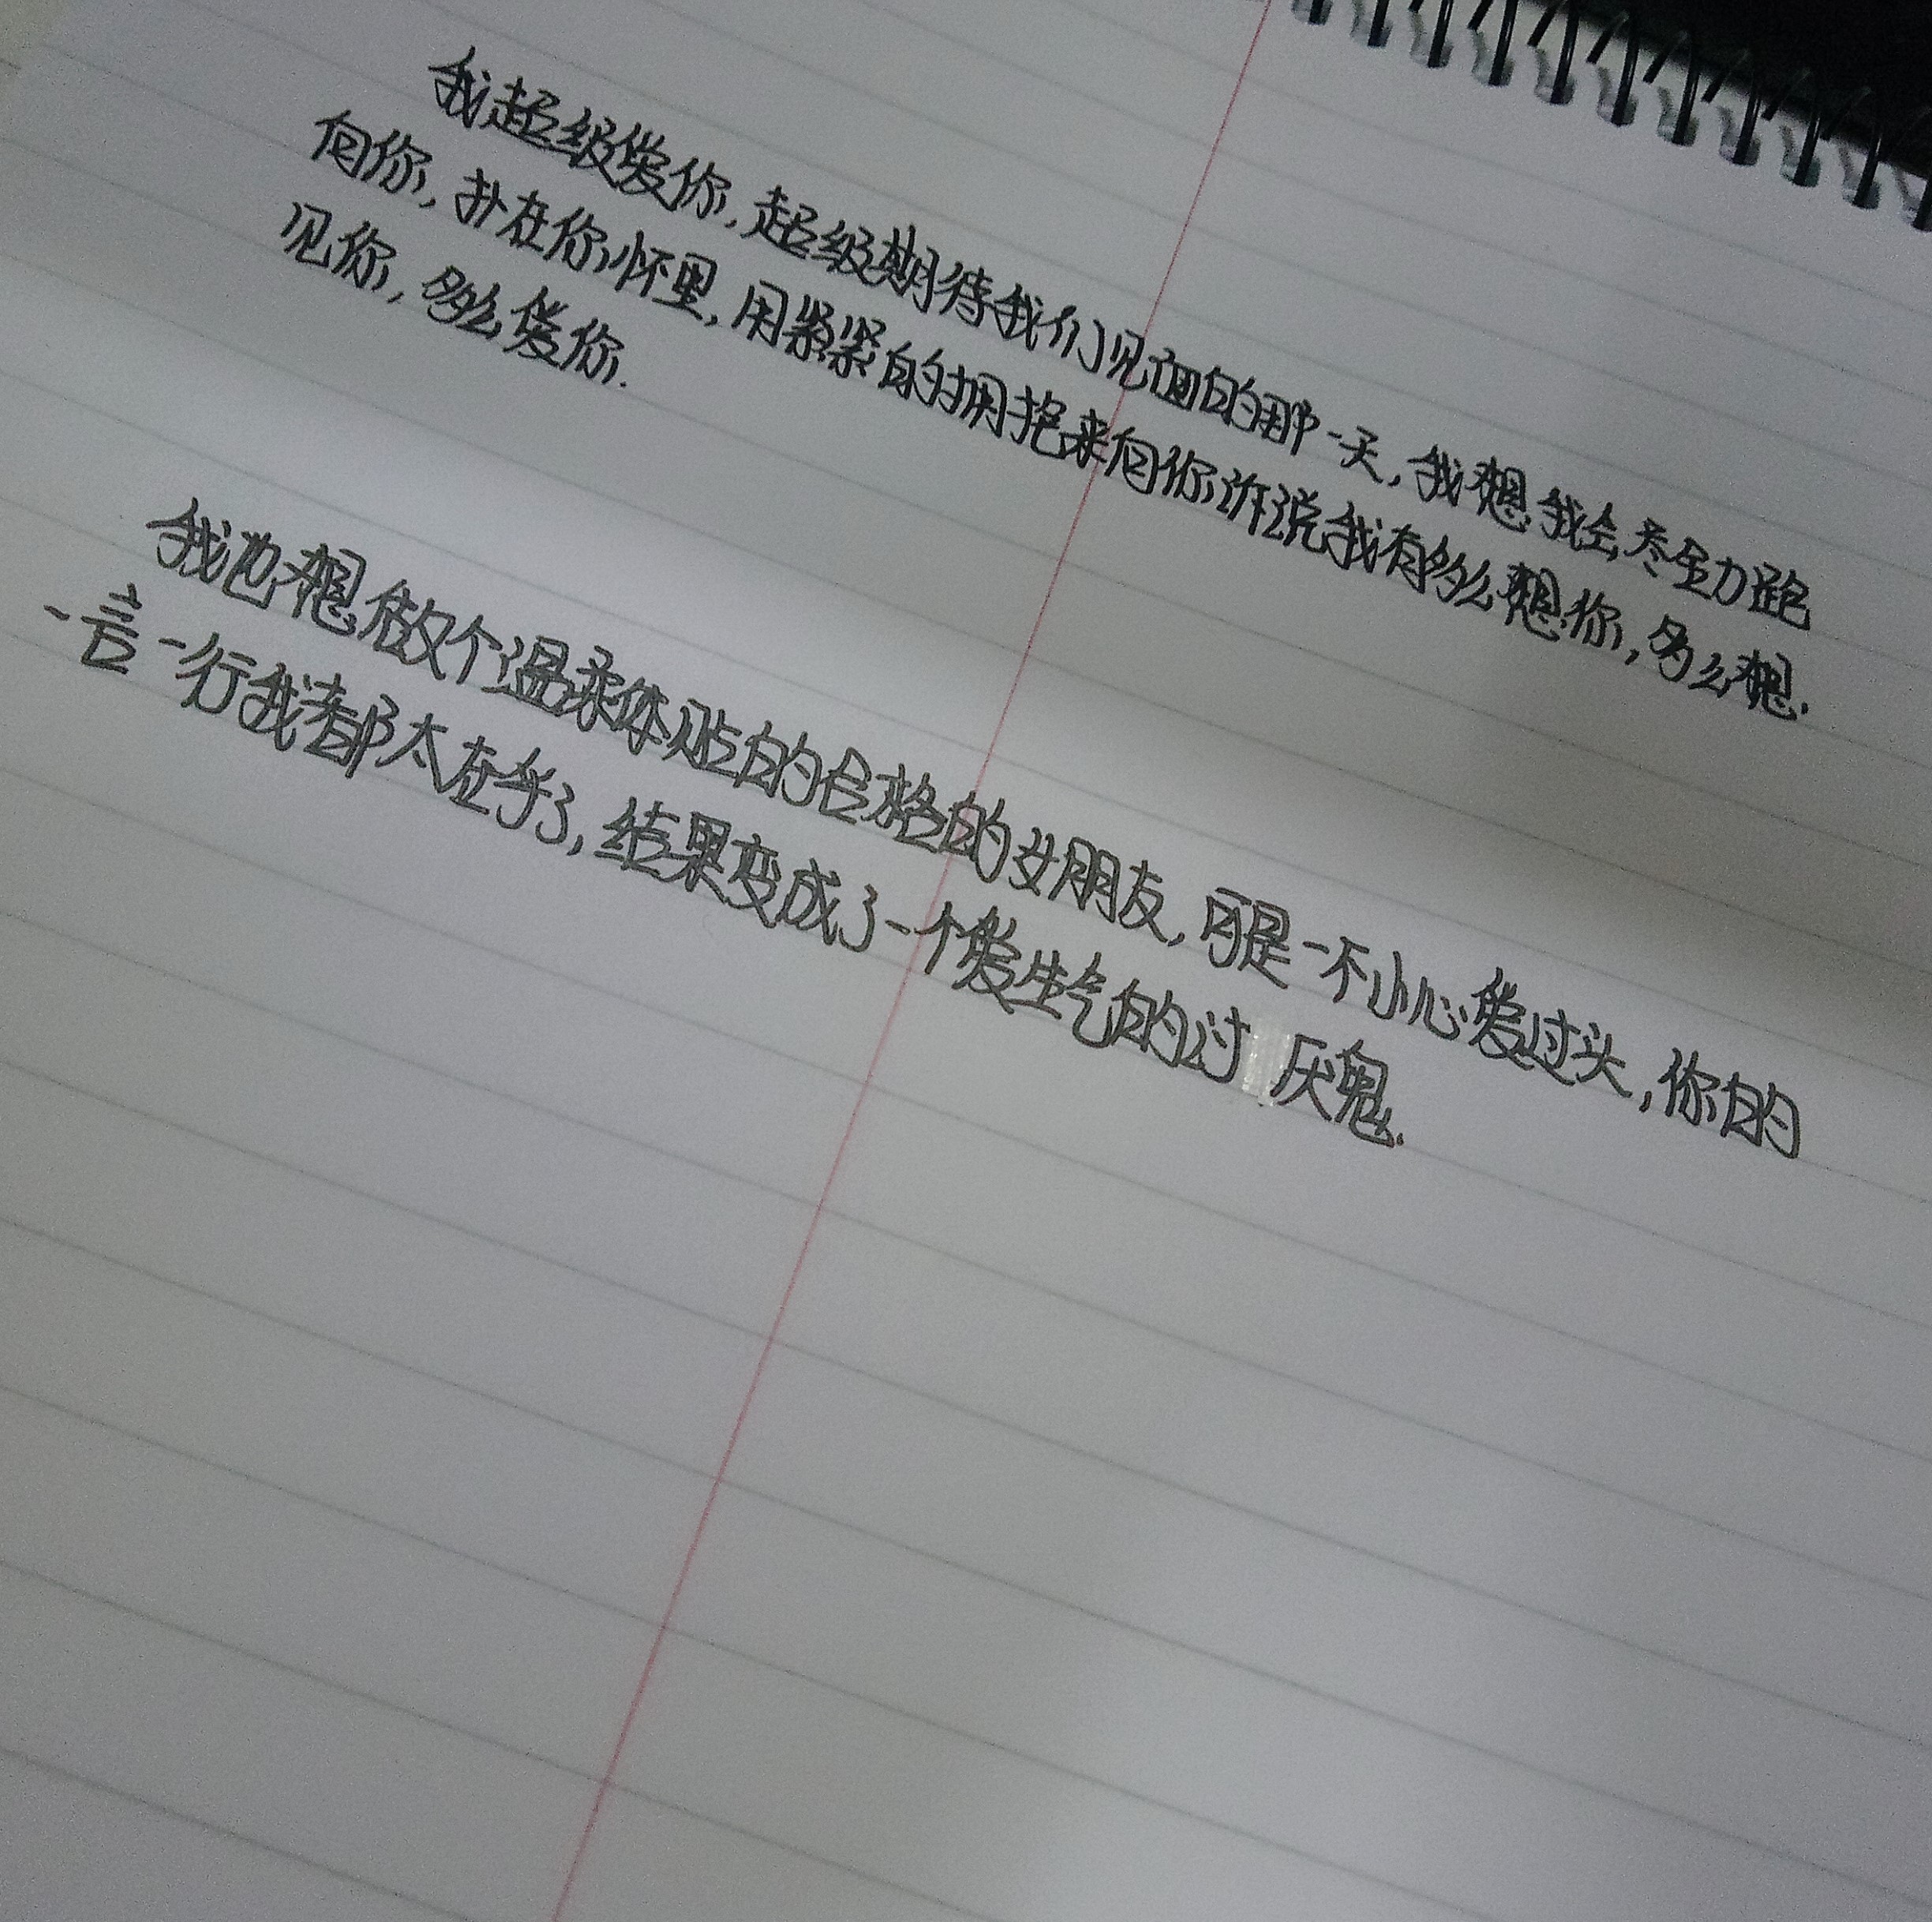 我超级爱你,超级期待我们见面的那一天,我想我会尽全力跑
向你,扑在你怀里,用紧紧的拥抱来向你诉说我有多么想你,多么想.
见你,多么爱你.
我也想做个温柔体贴的合格的女朋友,可是一不小心爱过头,你的
一言一行我都太在乎了,结果变成了一个爱生气的讨厌鬼.